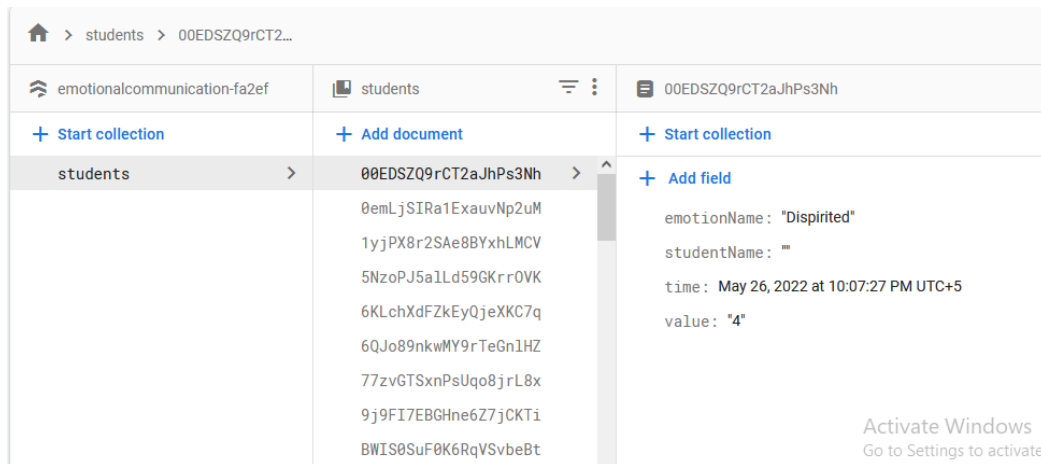 students > 00EDSZQ9rCT2...
emotionalcommunication-fa2ef
students
00EDSZQ9rCT2aJhPs3Nh
+ Start collection
+ Add document
+ Start collection
students
00EDSZQ9rCT2aJhPs3Nh
0emLjSIRa1ExauvNp2uM
1yjPX8r2SAe8BYxhLMCV
5NzoPJ5alLd59GKrrOVK
6KLchXdFZkEyQjeXKC7q
6QJo89nkwMY9rTeGnlHZ
77zvGTSxnPsUqo8jrL8x
9j9FI7EBGHne6Z7jCKTi
BWIS0SuF0K6RqVSvbeBt
+ Add field
emotionName: "Dispirited"
studentName: ""
time: May 26, 2022 at 10:07:27 PM UTC+5
value: "4"
Activate Windows
Go to Settings to activate